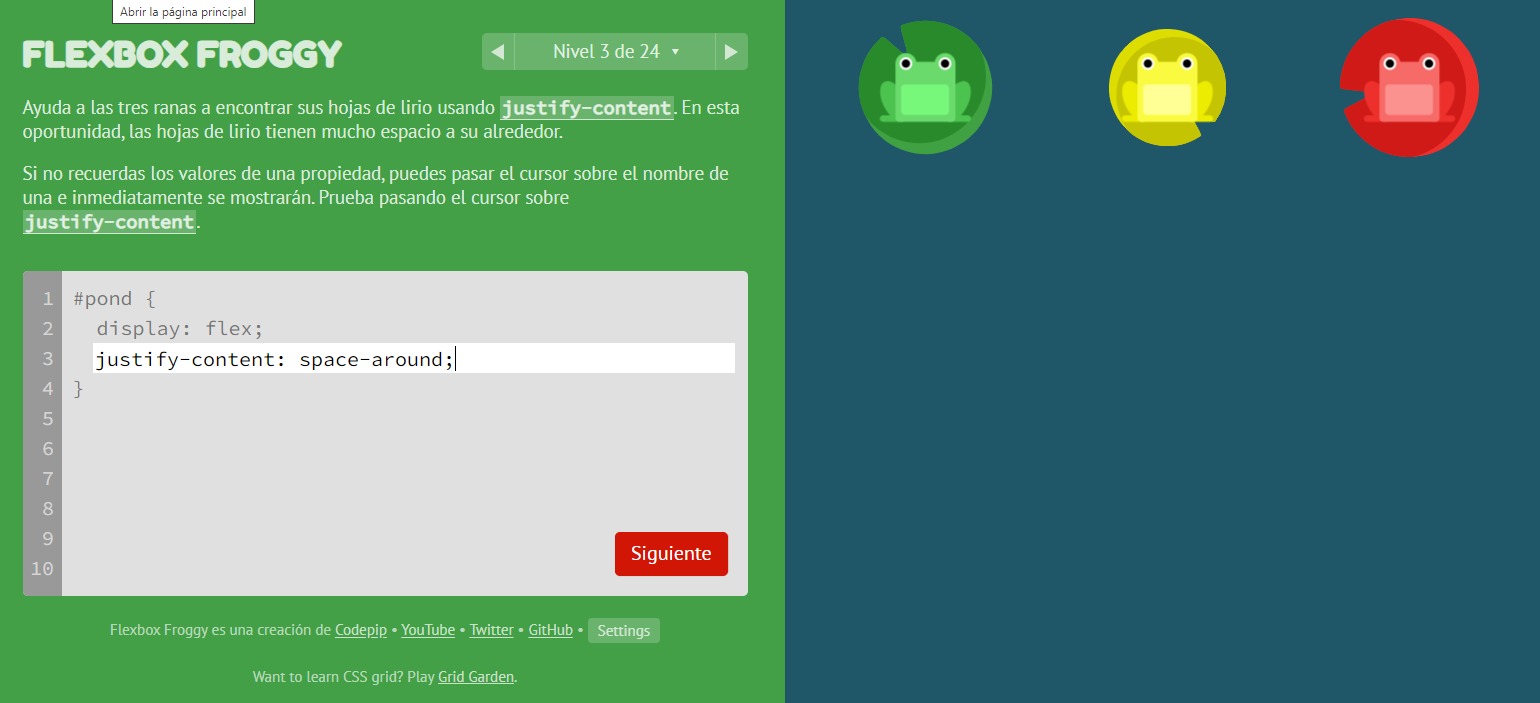 Abrir la página principal
FLEXBOX FROGGY
Nivel 3 de 24
Ayuda a las tres ranas a encontrar sus hojas de lirio usando justify-content. En esta
oportunidad, las hojas de lirio tienen mucho espacio a su alrededor.
Si no recuerdas los valores de una propiedad, puedes pasar el cursor sobre el nombre de
una e inmediatamente se mostrarán. Prueba pasando el cursor sobre
justify-content.
1 #pond {
2 display: flex;
3 justify-content: space-around;
4 }
5
6
7
8
9
10
Siguiente
Flexbox Froggy es una creación de Codepip • YouTube • Twitter • GitHub • Settings
Want to learn CSS grid? Play Grid Garden.